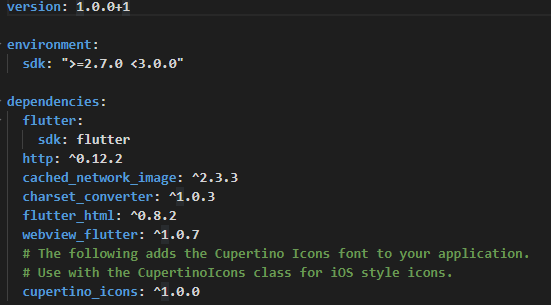 version: 1.0.0+1
environment:
sdk: ">=2.7.0 <3.0.0"
dependencies:
flutter:
sdk: flutter
http: ^0.12.2
cached_network_image: ^2.3.3
charset_converter: ^1.0.3
flutter_html: ^0.8.2
webview_flutter: ^1.0.7
# The following adds the Cupertino Icons font to your application.
# Use with the CupertinoIcons class for iOS style icons.
cupertino_icons: ^1.0.0